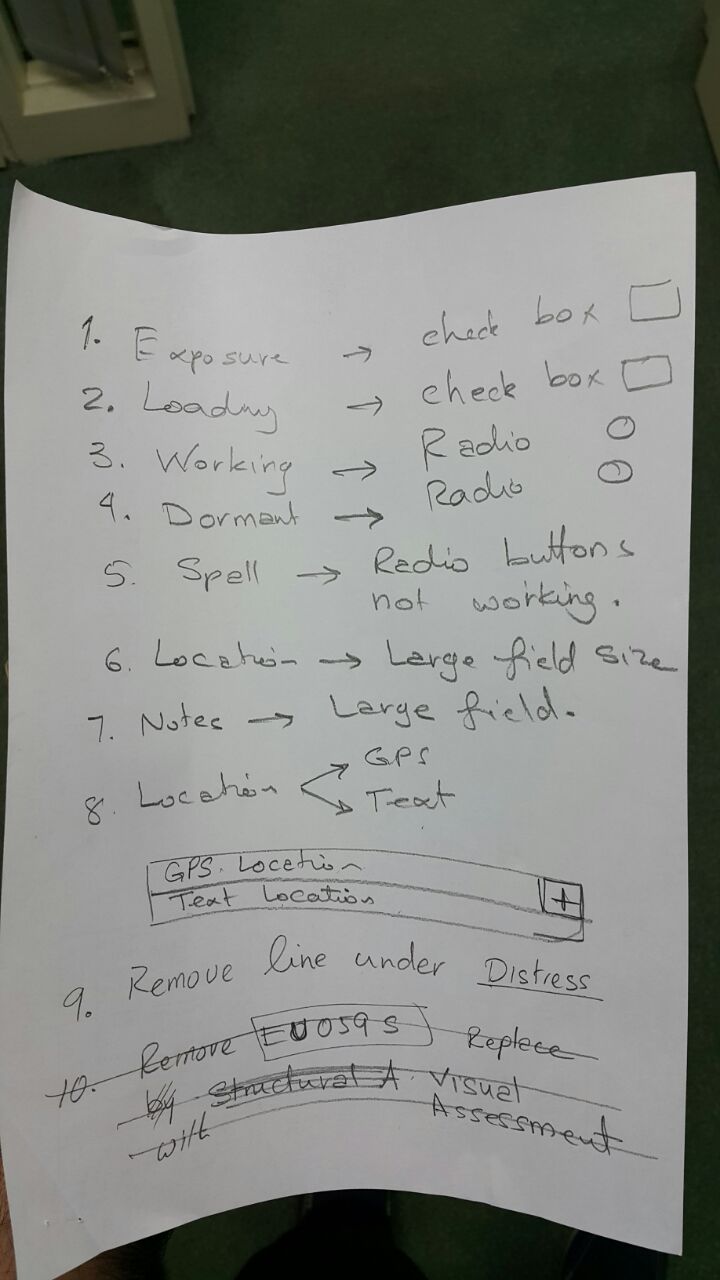 1. Exposure → check box
2. Loading → check box
3. Working → Radio
4. Dormant → Radio
5. Spall → Radio buttons
not working.
6. Location → Large field size
7. Notes → Large field.
8. Location → GPS
→ Text
GPS. Location
Text Location +
9. Remove line under Distress
10. Remove EU059S Replace
by Structural A. Visual
with Assessment